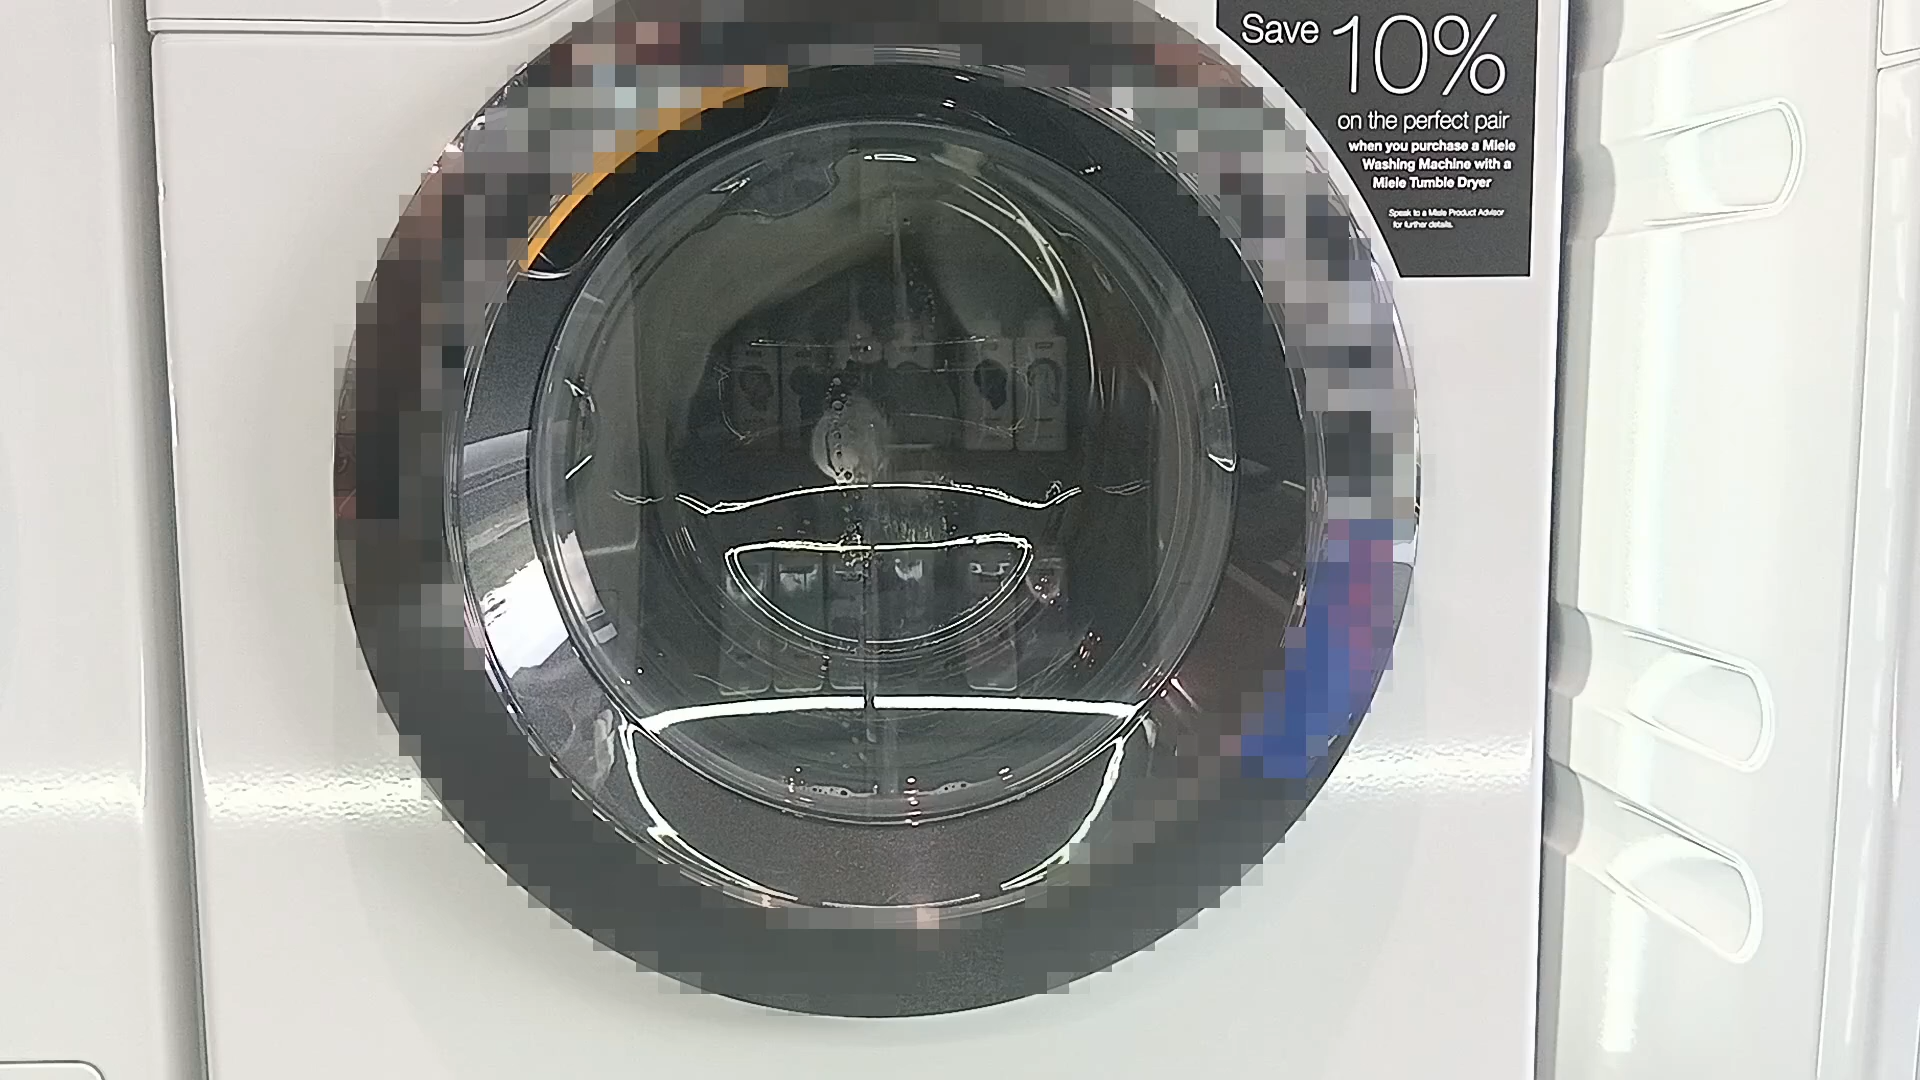 Save 10%
on the perfect pair
when you purchase a Miele
Washing Machine with a
Miele Tumble Dryer
Speak to a Miele Product Advisor
for further details.